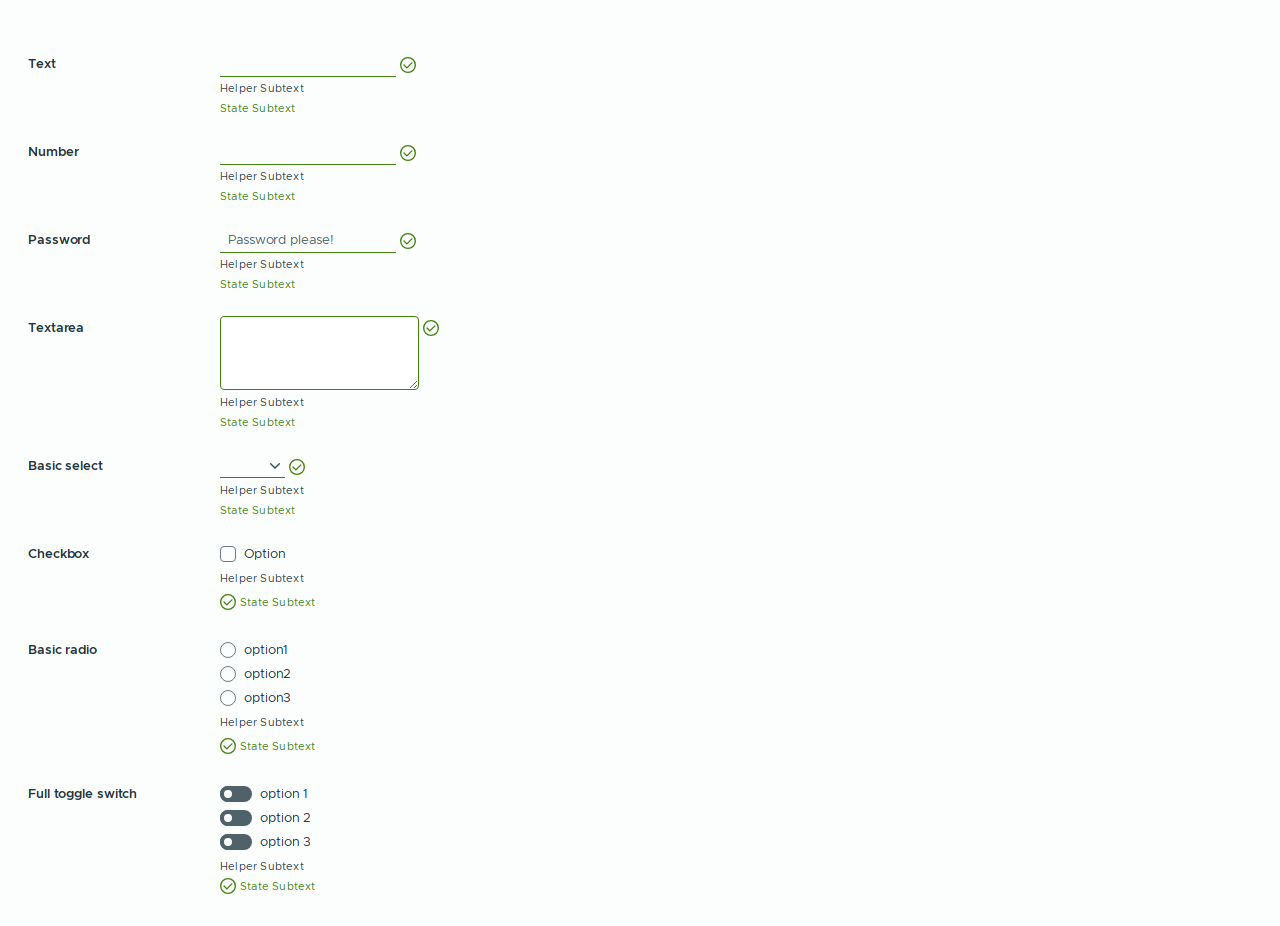 Text
Helper Subtext
State Subtext
Number
Helper Subtext
State Subtext
Password
Password please!
Helper Subtext
State Subtext
Textarea
Helper Subtext
State Subtext
Basic select
Helper Subtext
State Subtext
Checkbox
Option
Helper Subtext
State Subtext
Basic radio
option1
option2
option3
Helper Subtext
State Subtext
Full toggle switch
option 1
option 2
option 3
Helper Subtext
State Subtext